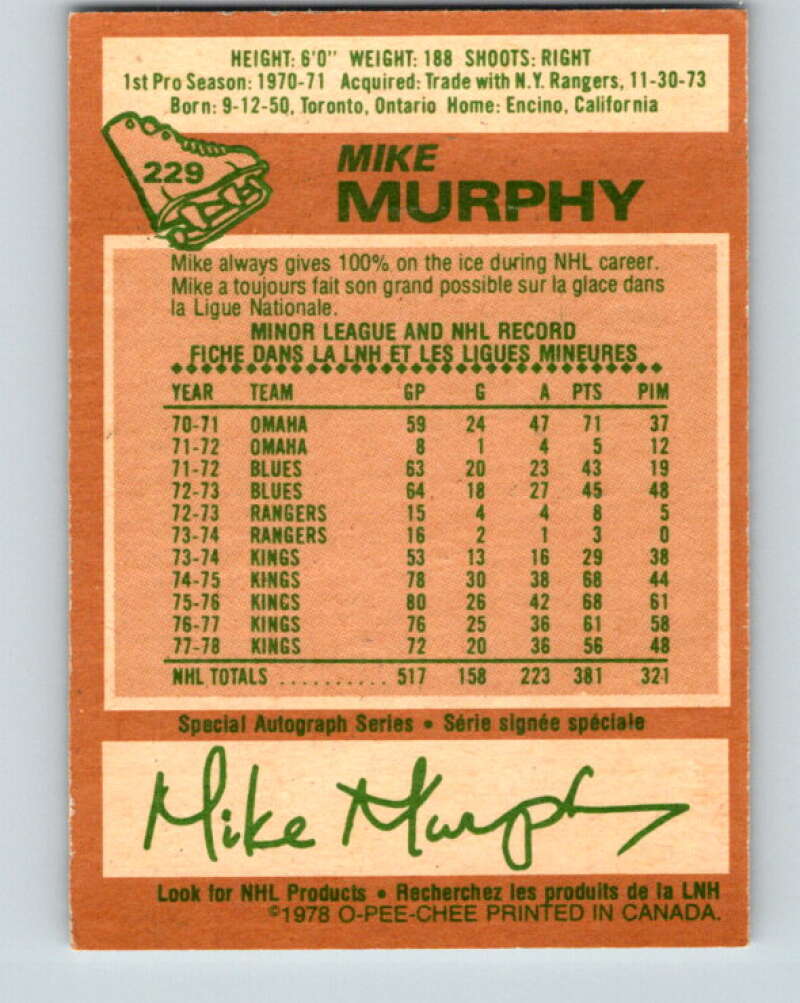 HEIGHT: 6'0" WEIGHT: 188 SHOOTS: RIGHT
1st Pro Season: 1970-71 Acquired: Trade with N.Y. Rangers, 11-30-73
Born: 9-12-50, Toronto, Ontario Home: Encino, California
229
MIKE
MURPHY
Mike always gives 100% on the ice during NHL career.
Mike a toujours fait son grand possible sur la glace dans
la Ligue Nationale.
MINOR LEAGUE AND NHL RECORD
FICHE DANS LA LNH ET LES LIGUES MINEURES
YEAR TEAM GP G A PTS PIM
70-71 OMAHA 59 24 47 71 37
71-72 OMAHA 8 1 4 5 12
71-72 BLUES 63 20 23 43 19
72-73 BLUES 64 18 27 45 48
72-73 RANGERS 15 4 4 8 5
73-74 RANGERS 16 2 1 3 0
73-74 KINGS 53 13 16 29 38
74-75 KINGS 78 30 38 68 44
75-76 KINGS 80 26 42 68 61
76-77 KINGS 76 25 36 61 58
77-78 KINGS 72 20 36 56 48
NHL TOTALS .......... 517 158 223 381 321
Special Autograph Series • Série signée spéciale
Mike Murphy
Look for NHL Products • Recherchez les produits de la LNH
©1978 O-PEE-CHEE PRINTED IN CANADA.